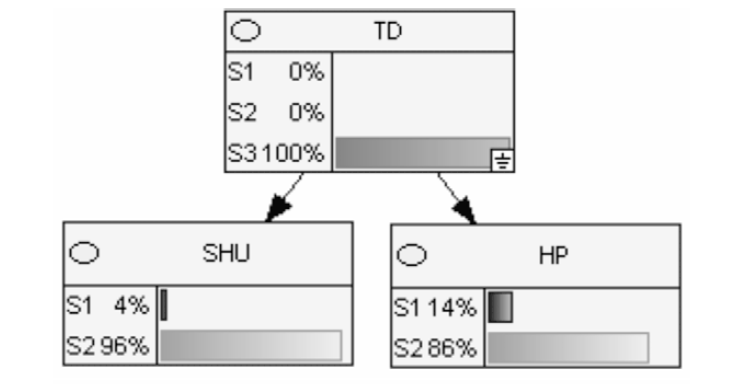 TD
S1 0%
S2 0%
S3 100%
SHU
S1 4%
S2 96%
HP
S1 14%
S2 86%